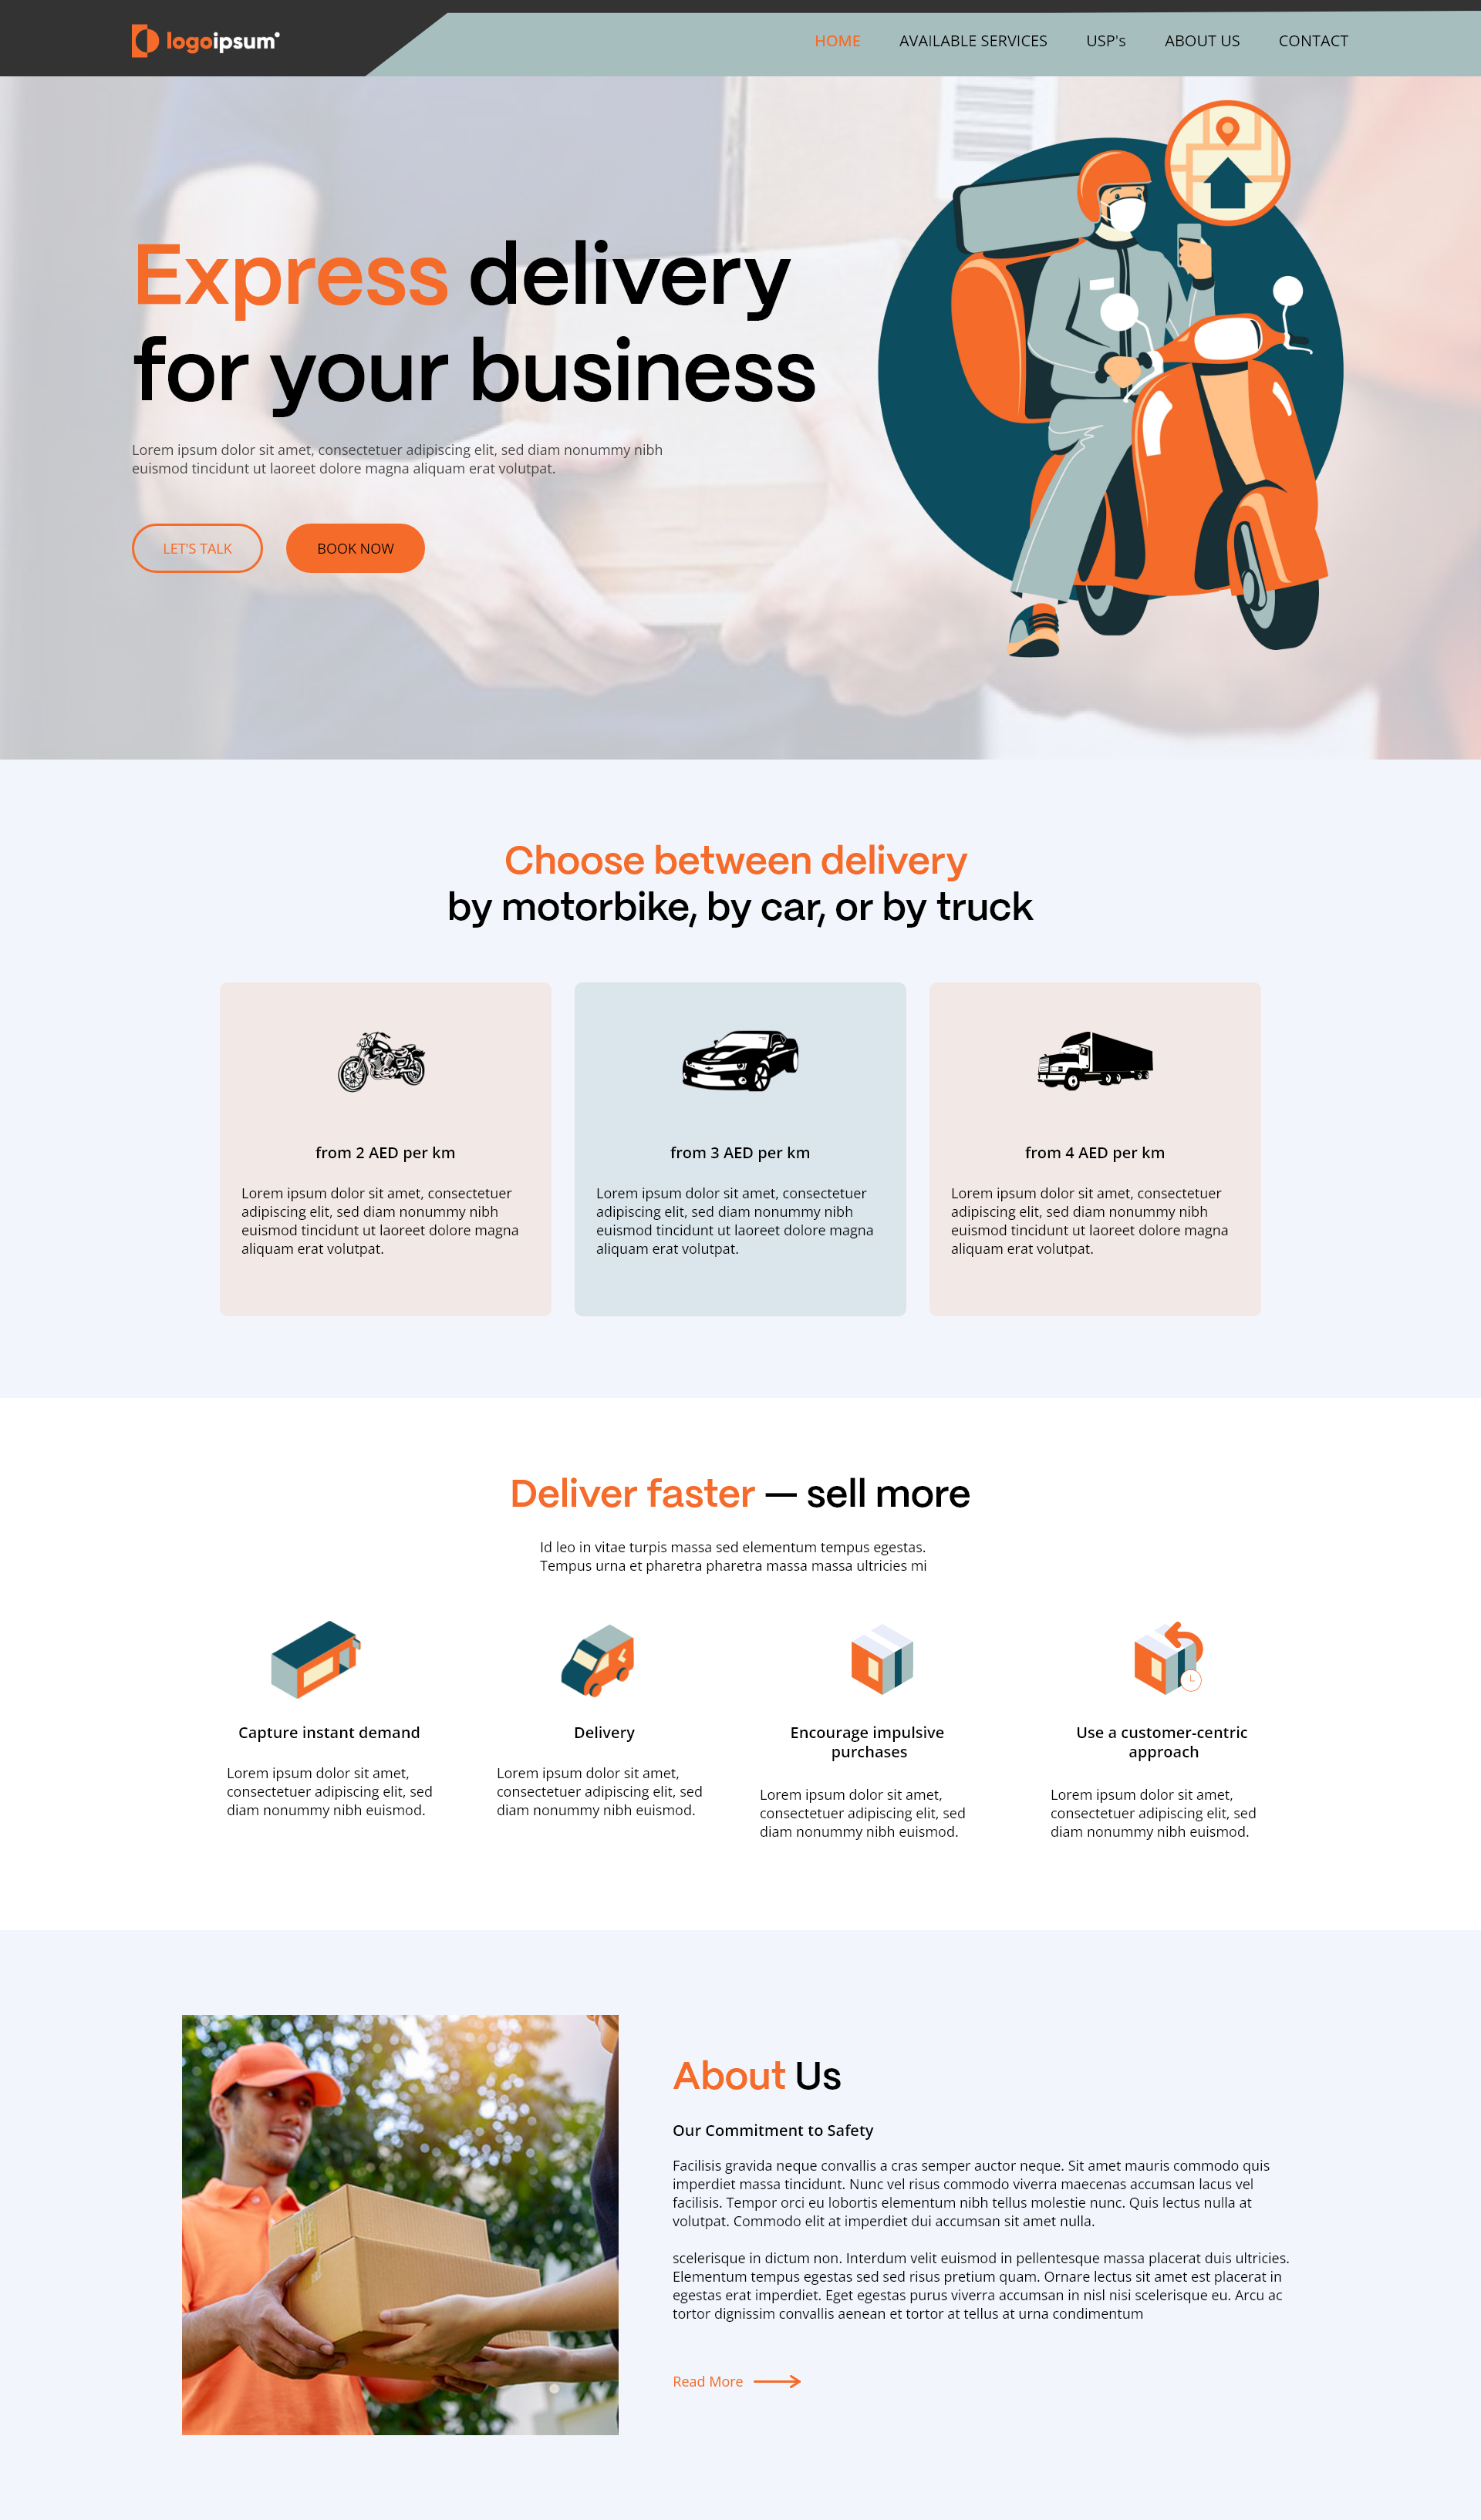 logoipsum
HOME
AVAILABLE SERVICES
USP's
ABOUT US
CONTACT
Express delivery
for your business
Lorem ipsum dolor sit amet, consectetuer adipiscing elit, sed diam nonummy nibh
euismod tincidunt ut laoreet dolore magna aliquam erat volutpat.
LET'S TALK
BOOK NOW
Choose between delivery
by motorbike, by car, or by truck
from 2 AED per km
Lorem ipsum dolor sit amet, consectetuer
adipiscing elit, sed diam nonummy nibh
euismod tincidunt ut laoreet dolore magna
aliquam erat volutpat.
from 3 AED per km
Lorem ipsum dolor sit amet, consectetuer
adipiscing elit, sed diam nonummy nibh
euismod tincidunt ut laoreet dolore magna
aliquam erat volutpat.
from 4 AED per km
Lorem ipsum dolor sit amet, consectetuer
adipiscing elit, sed diam nonummy nibh
euismod tincidunt ut laoreet dolore magna
aliquam erat volutpat.
Deliver faster — sell more
Id leo in vitae turpis massa sed elementum tempus egestas.
Tempus urna et pharetra pharetra massa massa ultricies mi
Capture instant demand
Lorem ipsum dolor sit amet,
consectetuer adipiscing elit, sed
diam nonummy nibh euismod.
Delivery
Lorem ipsum dolor sit amet,
consectetuer adipiscing elit, sed
diam nonummy nibh euismod.
Encourage impulsive
purchases
Lorem ipsum dolor sit amet,
consectetuer adipiscing elit, sed
diam nonummy nibh euismod.
Use a customer-centric
approach
Lorem ipsum dolor sit amet,
consectetuer adipiscing elit, sed
diam nonummy nibh euismod.
About Us
Our Commitment to Safety
Facilisis gravida neque convallis a cras semper auctor neque. Sit amet mauris commodo quis
imperdiet massa tincidunt. Nunc vel risus commodo viverra maecenas accumsan lacus vel
facilisis. Tempor orci eu lobortis elementum nibh tellus molestie nunc. Quis lectus nulla at
volutpat. Commodo elit at imperdiet dui accumsan sit amet nulla.
scelerisque in dictum non. Interdum velit euismod in pellentesque massa placerat duis ultricies.
Elementum tempus egestas sed sed risus pretium quam. Ornare lectus sit amet est placerat in
egestas erat imperdiet. Eget egestas purus viverra accumsan in nisl nisi scelerisque eu. Arcu ac
tortor dignissim convallis aenean et tortor at tellus at urna condimentum
Read More